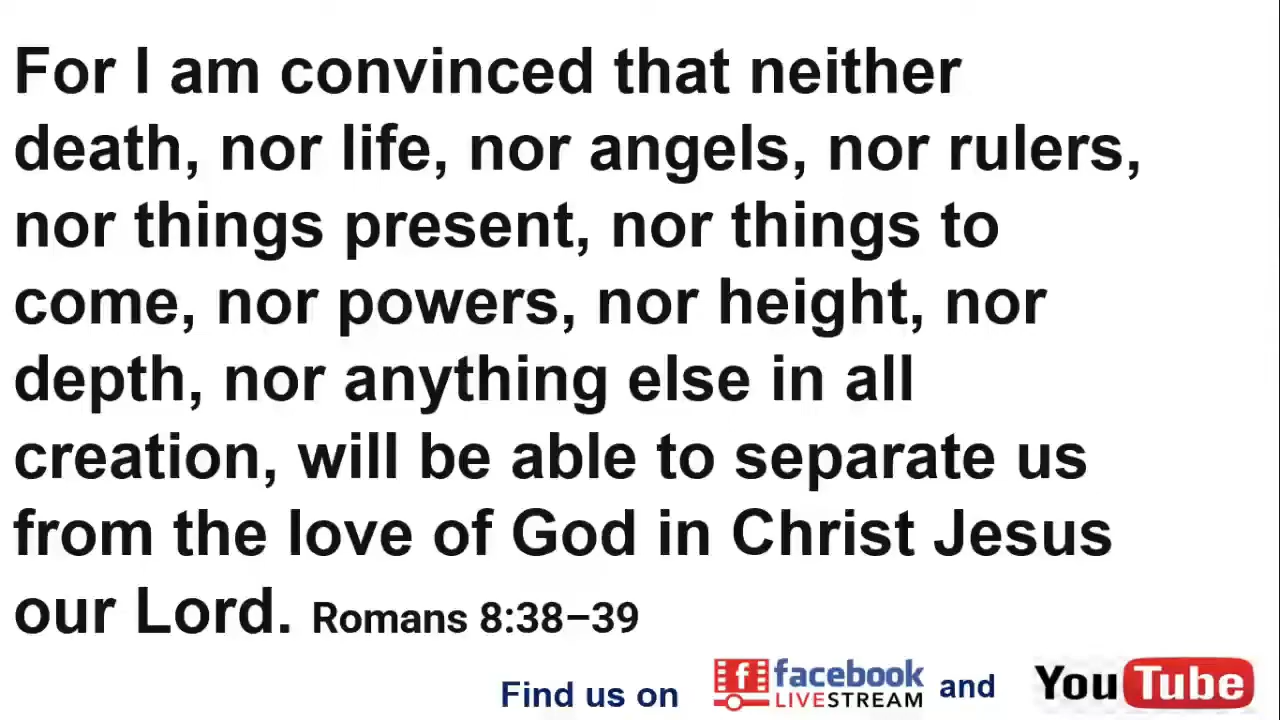 For I am convinced that neither
death, nor life, nor angels, nor rulers,
nor things present, nor things to
come, nor powers, nor height, nor
depth, nor anything else in all
creation, will be able to separate us
from the love of God in Christ Jesus
our Lord. Romans 8:38–39
Find us on f facebook LIVESTREAM and YouTube